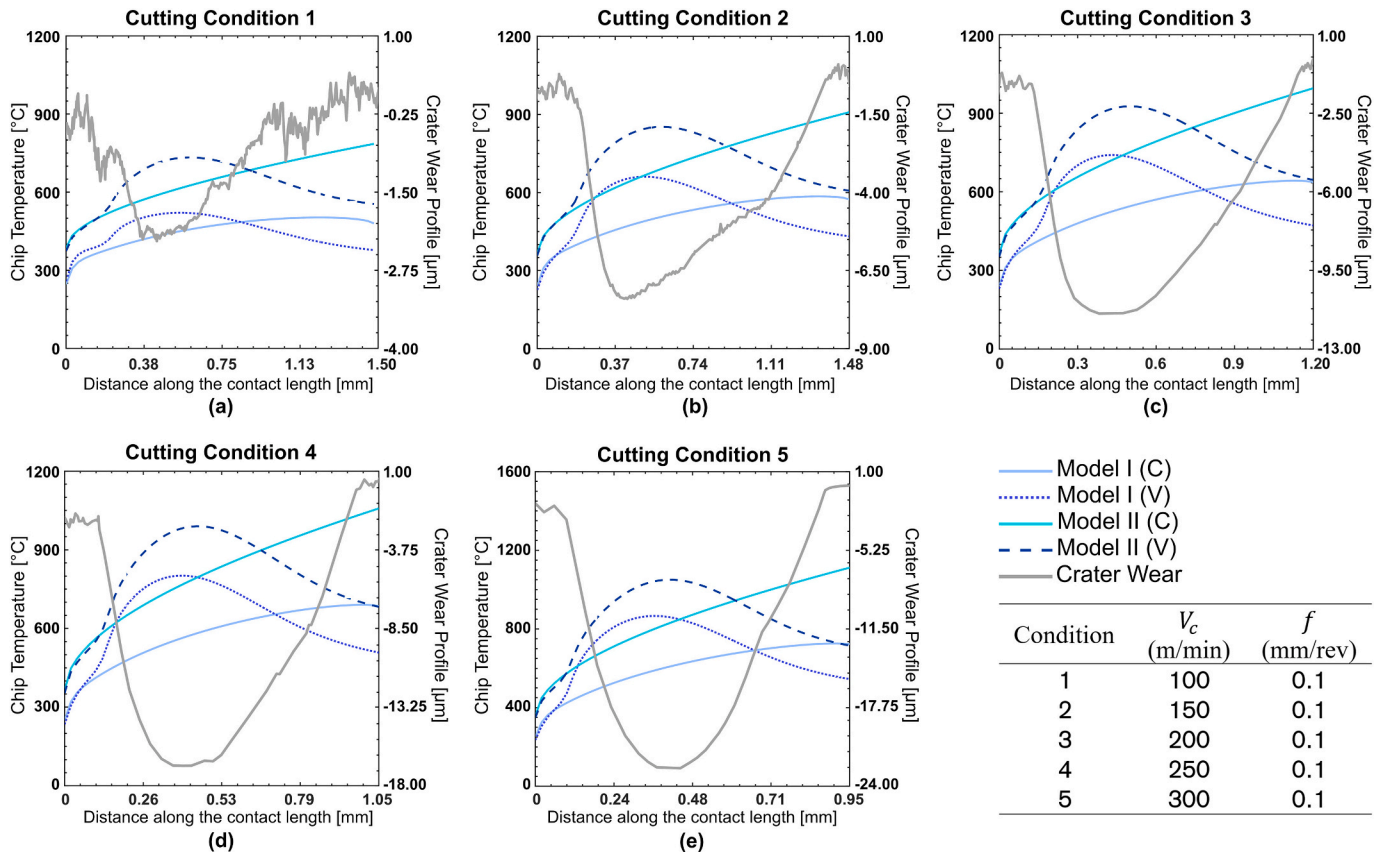 Cutting Condition 1
1200
900
600
300
0
Chip Temperature [°C]
1.00
-0.25
-1.50
-2.75
-4.00
Crater Wear Profile [μm]
0 0.38 0.75 1.13 1.50
Distance along the contact length [mm]
(a)
Cutting Condition 2
1200
900
600
300
0
Chip Temperature [°C]
1.00
-1.50
-4.00
-6.50
-9.00
Crater Wear Profile [μm]
0 0.37 0.74 1.11 1.48
Distance along the contact length [mm]
(b)
Cutting Condition 3
1200
900
600
300
0
Chip Temperature [°C]
1.00
-2.50
-6.00
-9.50
-13.00
Crater Wear Profile [μm]
0 0.3 0.6 0.9 1.20
Distance along the contact length [mm]
(c)
Cutting Condition 4
1200
900
600
300
0
Chip Temperature [°C]
1.00
-3.75
-8.50
-13.25
-18.00
Crater Wear Profile [μm]
0 0.26 0.53 0.79 1.05
Distance along the contact length [mm]
(d)
Cutting Condition 5
1600
1200
800
400
0
Chip Temperature [°C]
1.00
-5.25
-11.50
-17.75
-24.00
Crater Wear Profile [μm]
0 0.24 0.48 0.71 0.95
Distance along the contact length [mm]
(e)
Model I (C)
Model I (V)
Model II (C)
Model II (V)
Crater Wear
Condition Vc (m/min) f (mm/rev)
1 100 0.1
2 150 0.1
3 200 0.1
4 250 0.1
5 300 0.1